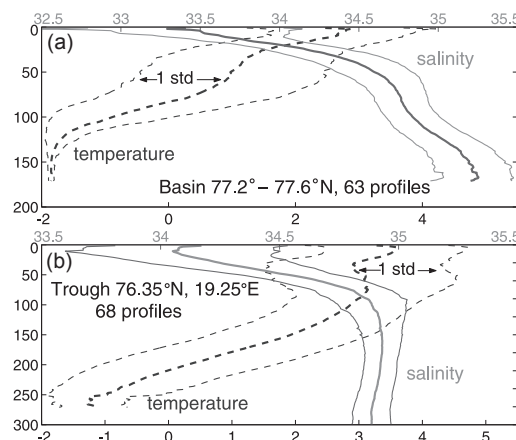 32.5 33 33.5 34 34.5 35 35.5
(a)
0
50
100
150
200
salinity
1 std
temperature
Basin 77.2° – 77.6°N, 63 profiles
-2 0 2 4
33.5 34 34.5 35 35.5
(b)
0
50
100
150
200
250
300
1 std
Trough 76.35°N, 19.25°E
68 profiles
salinity
temperature
-2 -1 0 1 2 3 4 5